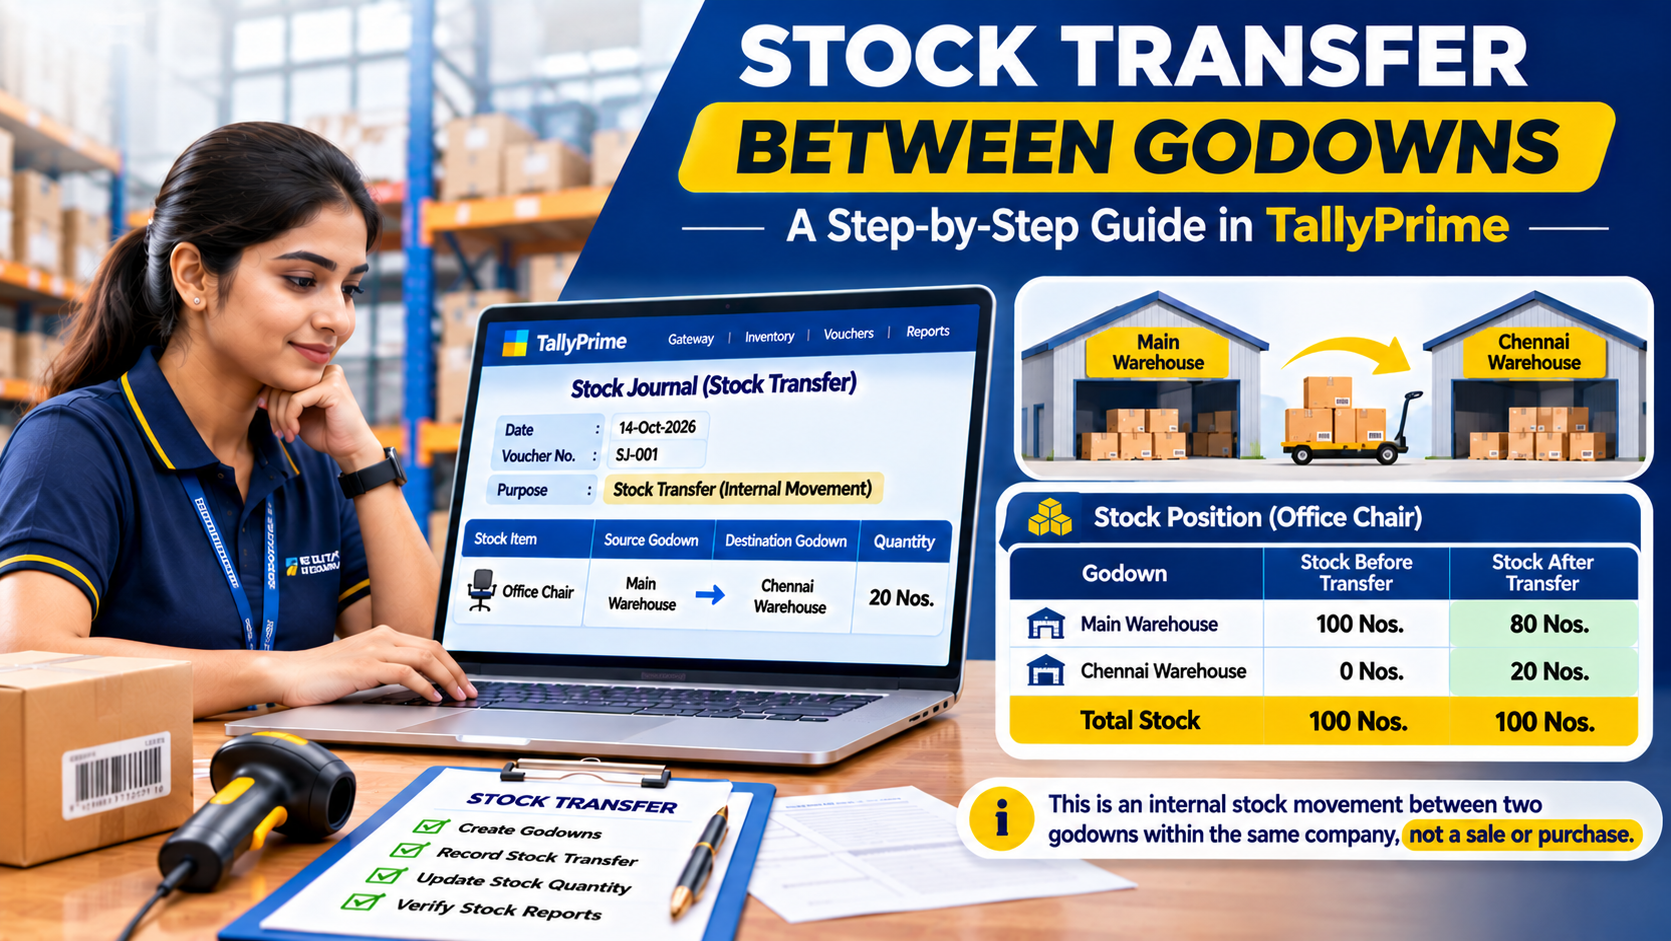 STOCK TRANSFER
BETWEEN GODOWNS
A Step-by-Step Guide in TallyPrime
TallyPrime
Gateway | Inventory | Vouchers | Reports
Stock Journal (Stock Transfer)
Date : 14-Oct-2026
Voucher No. : SJ-001
Purpose : Stock Transfer (Internal Movement)
Stock Item Source Godown Destination Godown Quantity
Office Chair Main Warehouse Chennai Warehouse 20 Nos.
Main
Warehouse
Chennai
Warehouse
Stock Position (Office Chair)
Godown Stock Before Transfer Stock After Transfer
Main Warehouse 100 Nos. 80 Nos.
Chennai Warehouse 0 Nos. 20 Nos.
Total Stock 100 Nos. 100 Nos.
This is an internal stock movement between two
godowns within the same company, not a sale or purchase.
STOCK TRANSFER
Create Godowns
Record Stock Transfer
Update Stock Quantity
Verify Stock Reports